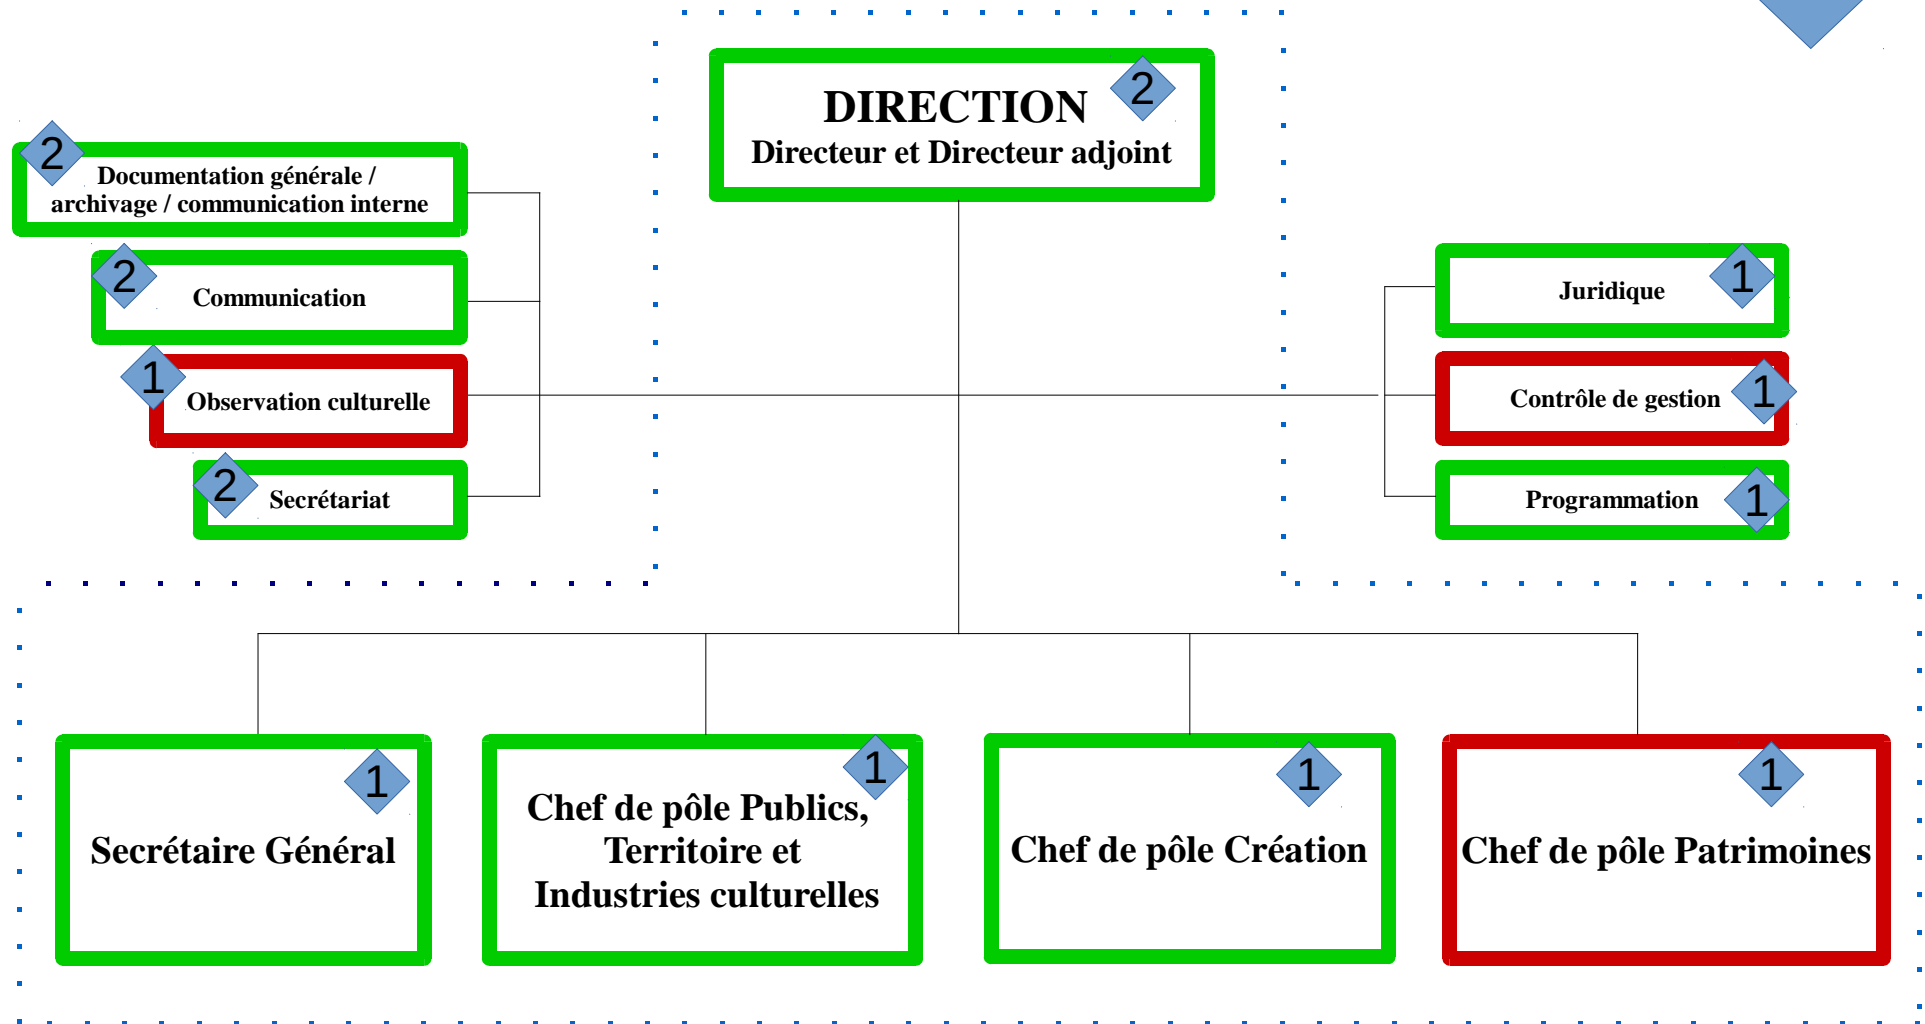 2
DIRECTION
Directeur et Directeur adjoint
2
Documentation générale /
archivage / communication interne
2
Communication
1
Observation culturelle
2
Secrétariat
1
Juridique
1
Contrôle de gestion
1
Programmation
1
Secrétaire Général
1
Chef de pôle Publics,
Territoire et
Industries culturelles
1
Chef de pôle Création
1
Chef de pôle Patrimoines